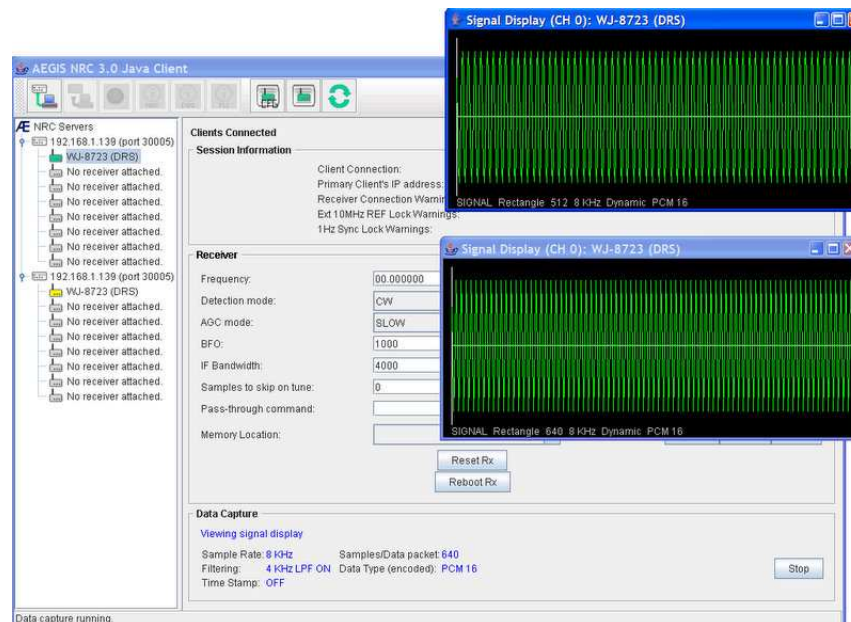 AEGIS NRC 3.0 Java Client
Æ NRC Servers
192.168.1.139 (port 30005)
WJ-8723 (DRS)
No receiver attached.
No receiver attached.
No receiver attached.
No receiver attached.
No receiver attached.
No receiver attached.
No receiver attached.
192.168.1.139 (port 30005)
WJ-8723 (DRS)
No receiver attached.
No receiver attached.
No receiver attached.
No receiver attached.
No receiver attached.
No receiver attached.
No receiver attached.
Clients Connected
Session Information
Client Connection:
Primary Client's IP address:
Receiver Connection Warnin
Ext 10MHz REF Lock Warnings:
1Hz Sync Lock Warnings:
Receiver
Frequency: 00.000000
Detection mode: CW
AGC mode: SLOW
BFO: 1000
IF Bandwidth: 4000
Samples to skip on tune: 0
Pass-through command:
Memory Location:
Reset Rx
Reboot Rx
Data Capture
Viewing signal display
Sample Rate: 8 KHz Samples/Data packet: 640
Filtering: 4 KHz LPF ON Data Type (encoded): PCM 16
Time Stamp: OFF
Stop
Data capture running.
Signal Display (CH 0): WJ-8723 (DRS)
SIGNAL Rectangle 512 8 KHz Dynamic PCM 16
Signal Display (CH 0): WJ-8723 (DRS)
SIGNAL Rectangle 640 8 KHz Dynamic PCM 16